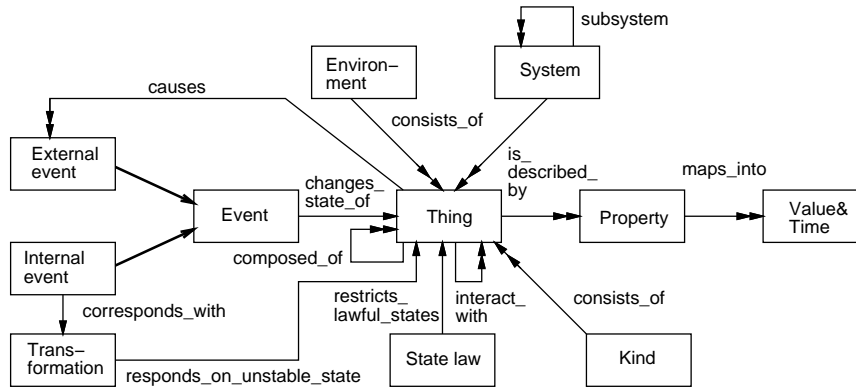 subsystem
Environ–
ment
System
causes
consists_of
External
event
is_
described_
by
maps_into
changes_
state_of
Event
Thing
Property
Value&
Time
Internal
event
composed_of
corresponds_with
restricts_
lawful_states
interact_
with
consists_of
Trans–
formation
responds_on_unstable_state
State law
Kind